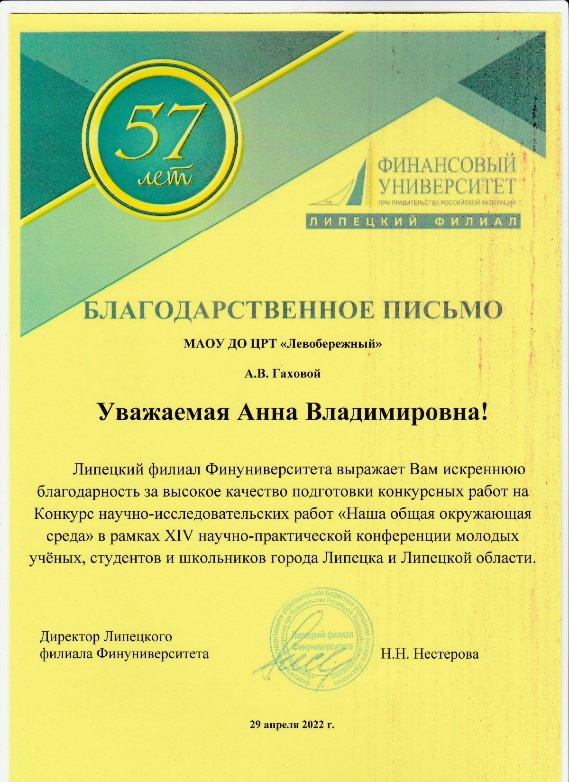 57
лет
ФИНАНСОВЫЙ
УНИВЕРСИТЕТ
ПРИ ПРАВИТЕЛЬСТВЕ РОССИЙСКОЙ ФЕДЕРАЦИИ
ЛИПЕЦКИЙ ФИЛИАЛ
БЛАГОДАРСТВЕННОЕ ПИСЬМО
МАОУ ДО ЦРТ «Левобережный»
А.В. Гаховой
Уважаемая Анна Владимировна!
Липецкий филиал Финуниверситета выражает Вам искреннюю
благодарность за высокое качество подготовки конкурсных работ на
Конкурс научно-исследовательских работ «Наша общая окружающая
среда» в рамках XIV научно-практической конференции молодых
учёных, студентов и школьников города Липецка и Липецкой области.
Директор Липецкого
филиала Финуниверситета
Липецкий филиал
Финуниверситета
Н.Н. Нестерова
29 апреля 2022 г.